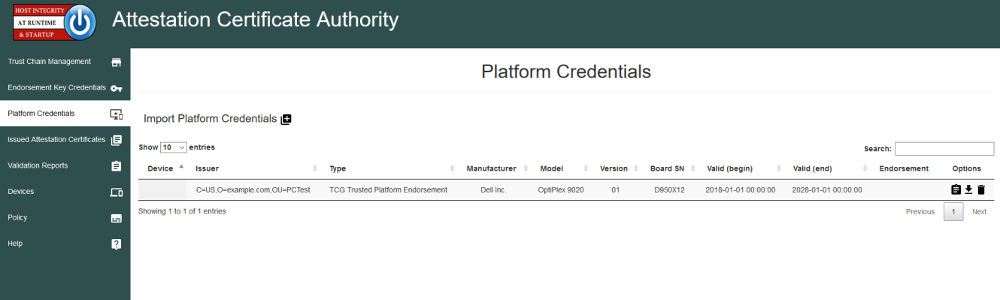 HOST INTEGRITY
AT RUNTIME
& STARTUP
Attestation Certificate Authority
Trust Chain Management
Endorsement Key Credentials
Platform Credentials
Issued Attestation Certificates
Validation Reports
Devices
Policy
Help
Platform Credentials
Import Platform Credentials
Show 10 entries
Search:
Device Issuer Type Manufacturer Model Version Board SN Valid (begin) Valid (end) Endorsement Options
C=US,O=example.com,OU=PCTest TCG Trusted Platform Endorsement Dell Inc. OptiPlex 9020 01 D950X12 2018-01-01 00:00:00 2028-01-01 00:00:00
Showing 1 to 1 of 1 entries
Previous 1 Next